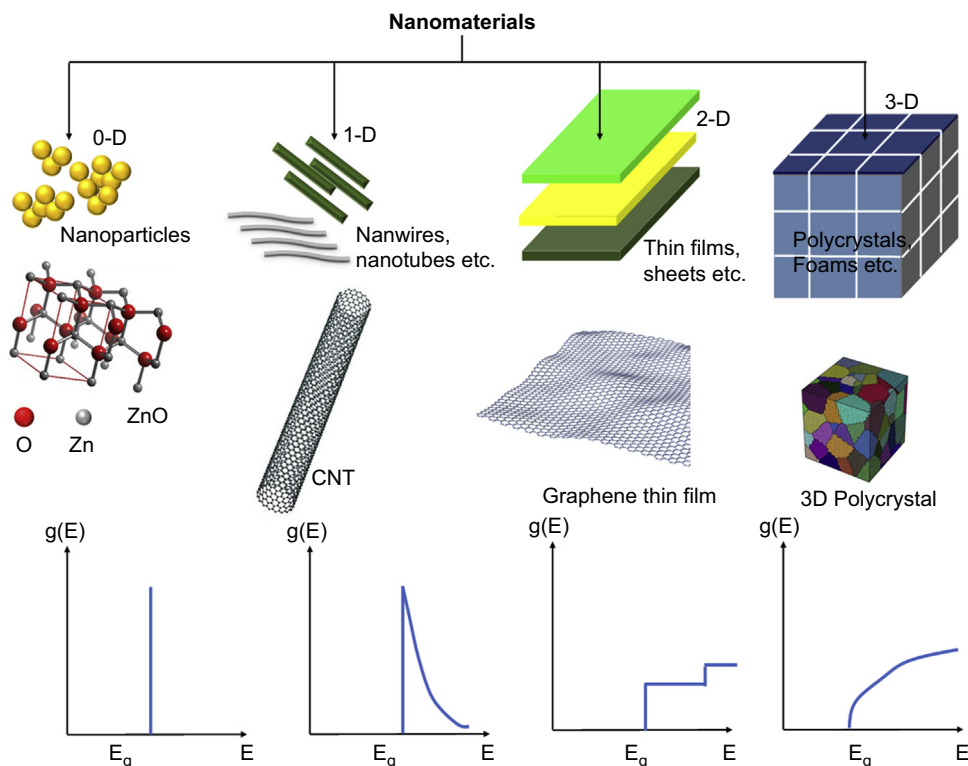 Nanomaterials
0-D
1-D
2-D
3-D
Nanoparticles
Nanwires,
nanotubes etc.
Thin films,
sheets etc.
Polycrystals,
Foams etc.
O
Zn
ZnO
CNT
Graphene thin film
3D Polycrystal
g(E)
g(E)
g(E)
g(E)
Eg
E
Eg
E
Eg
E
Eg
E